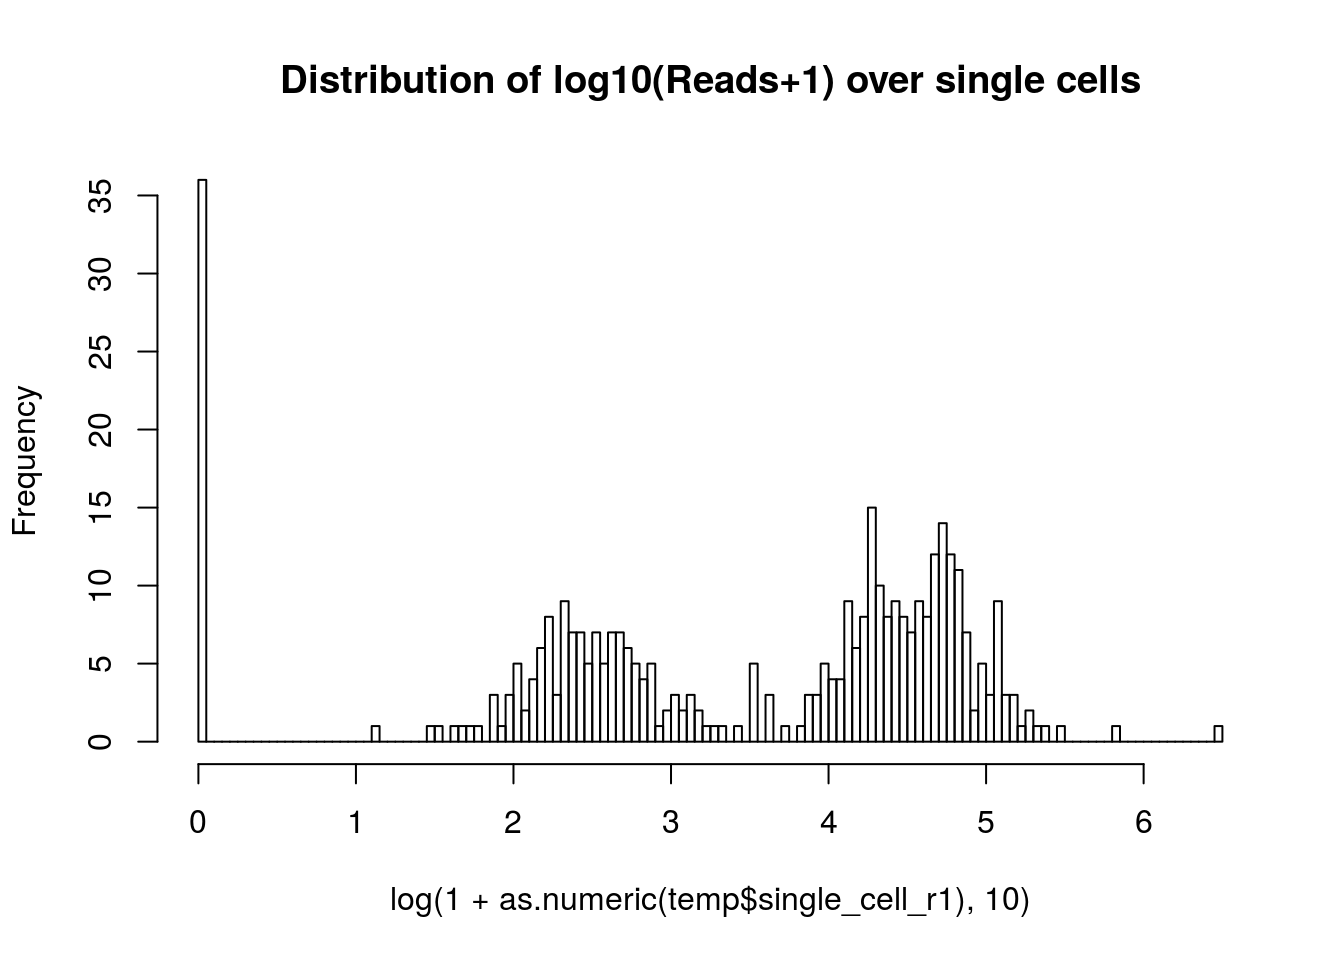 Distribution of log10(Reads+1) over single cells
Frequency
35
30
25
20
15
10
5
0
0 1 2 3 4 5 6
log(1 + as.numeric(temp$single_cell_r1), 10)